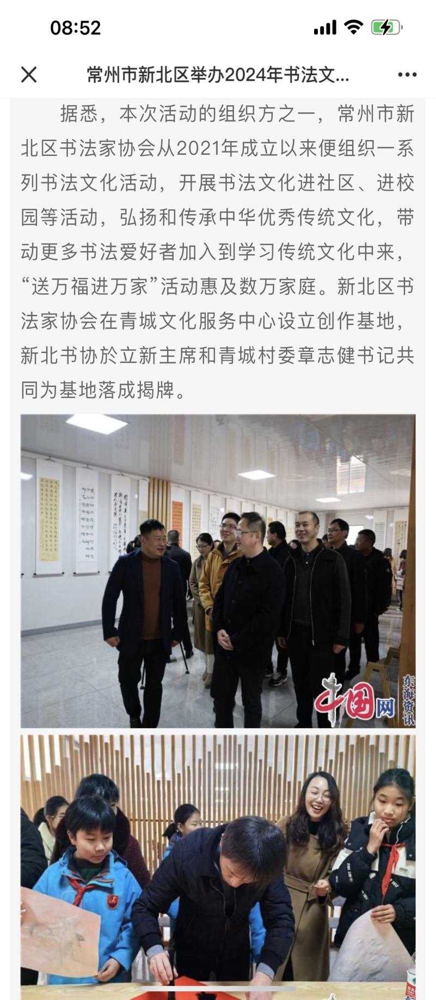 08:52
常州市新北区举办2024年书法文...
据悉，本次活动的组织方之一，常州市新
北区书法家协会从2021年成立以来便组织一系
列书法文化活动，开展书法文化进社区、进校
园等活动，弘扬和传承中华优秀传统文化，带
动更多书法爱好者加入到学习传统文化中来，
“送万福进万家”活动惠及数万家庭。新北区书
法家协会在青城文化服务中心设立创作基地，
新北书协於立新主席和青城村委章志健书记共
同为基地落成揭牌。
中国网
东海资讯